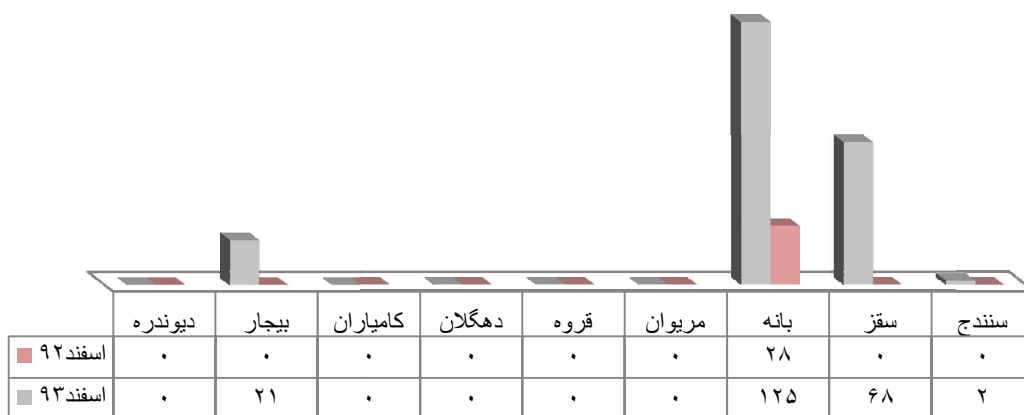 سنندج سقز بانه مریوان قروه دهگلان کامیاران بیجار دیوندره
اسفند۹۲ ۰ ۰ ۲۸ ۰ ۰ ۰ ۰ ۰ ۰
اسفند۹۳ ۲ ۶۸ ۱۲۵ ۰ ۰ ۰ ۰ ۲۱ ۰